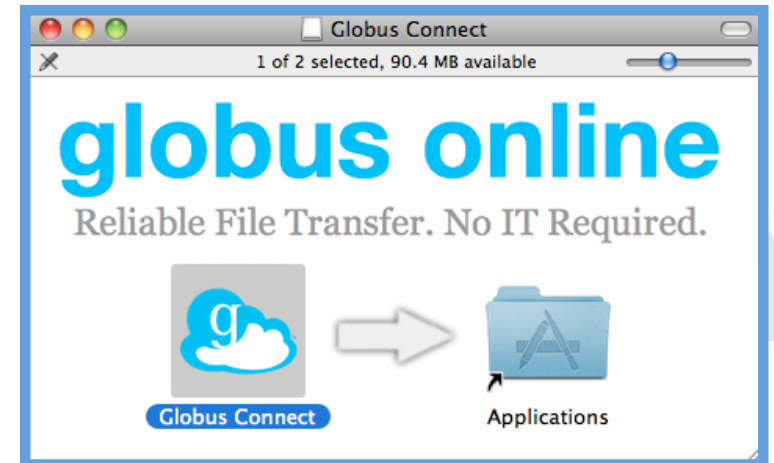 Globus Connect
1 of 2 selected, 90.4 MB available
globus online
Reliable File Transfer. No IT Required.
g
Globus Connect
Applications